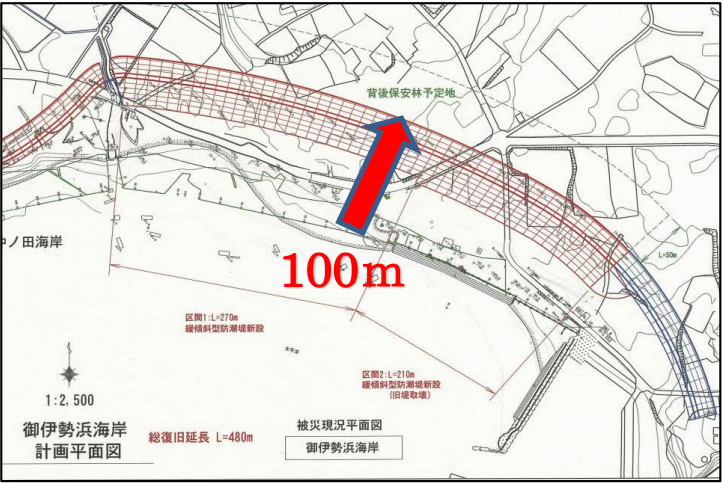 背後保安林予定地
中ノ田海岸
L=50m
100m
区間1:L=270m
緩傾斜型防潮堤新設
太平洋
区間2:L=210m
緩傾斜型防潮堤新設
(旧堤取壊)
1:2,500
御伊勢浜海岸
計画平面図
総復旧延長 L=480m
被災現況平面図
御伊勢浜海岸